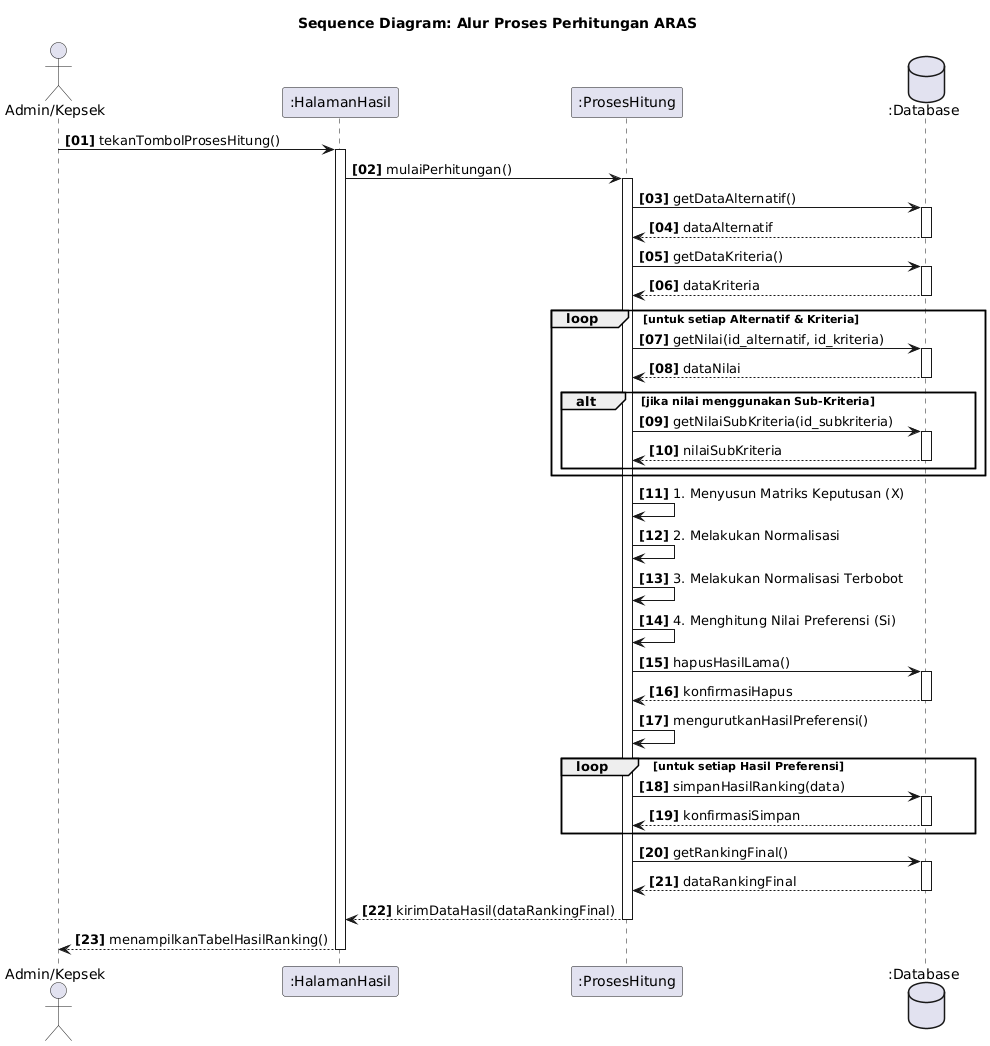 Sequence Diagram: Alur Proses Perhitungan ARAS
Admin/Kepsek
:HalamanHasil
:ProsesHitung
:Database
[01] tekanTombolProsesHitung()
[02] mulaiPerhitungan()
[03] getDataAlternatif()
[04] dataAlternatif
[05] getDataKriteria()
[06] dataKriteria
loop [untuk setiap Alternatif & Kriteria]
[07] getNilai(id_alternatif, id_kriteria)
[08] dataNilai
alt [jika nilai menggunakan Sub-Kriteria]
[09] getNilaiSubKriteria(id_subkriteria)
[10] nilaiSubKriteria
[11] 1. Menyusun Matriks Keputusan (X)
[12] 2. Melakukan Normalisasi
[13] 3. Melakukan Normalisasi Terbobot
[14] 4. Menghitung Nilai Preferensi (Si)
[15] hapusHasilLama()
[16] konfirmasiHapus
[17] mengurutkanHasilPreferensi()
loop [untuk setiap Hasil Preferensi]
[18] simpanHasilRanking(data)
[19] konfirmasiSimpan
[20] getRankingFinal()
[21] dataRankingFinal
[22] kirimDataHasil(dataRankingFinal)
[23] menampilkanTabelHasilRanking()
Admin/Kepsek
:HalamanHasil
:ProsesHitung
:Database